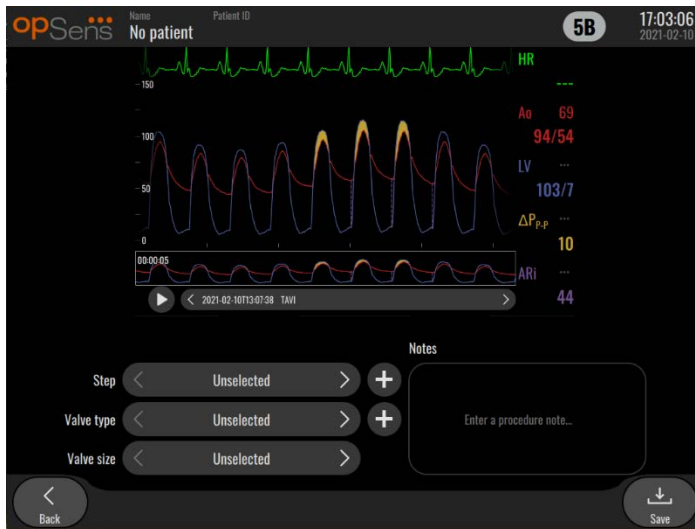 opSens
Name
Patient ID
No patient
5B
17:03:06
2021-02-10
HR
---
150
100
50
0
Ao 69
94/54
LV ---
103/7
ΔPP-P ---
10
ARi ---
44
00:00:05
2021-02-10T13:07:38 TAVI
Notes
Step
Unselected
Valve type
Unselected
Valve size
Unselected
Enter a procedure note...
Back
Save